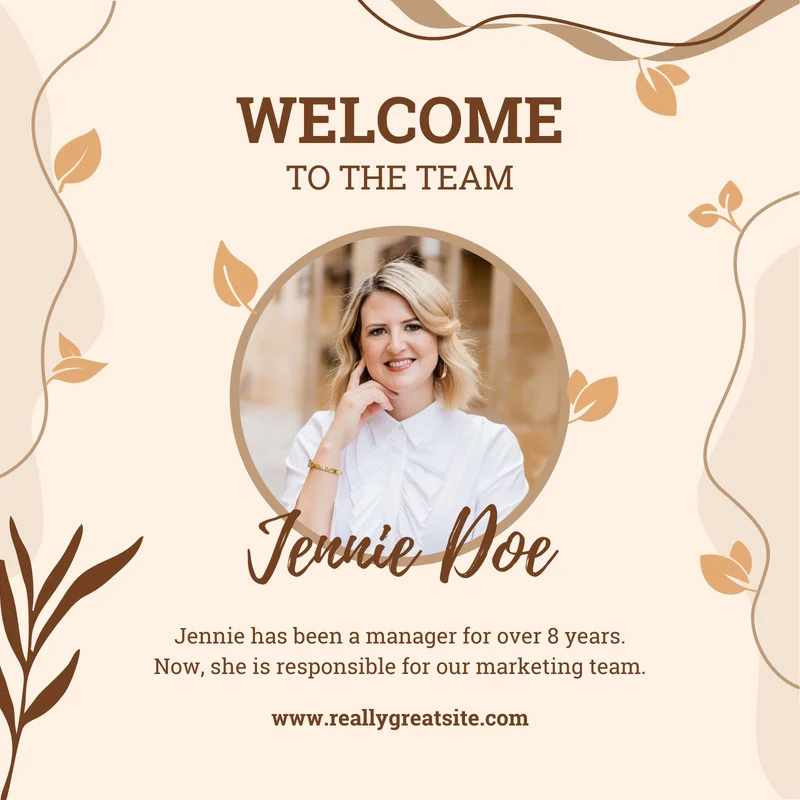 WELCOME
TO THE TEAM
Jennie Doe
Jennie has been a manager for over 8 years.
Now, she is responsible for our marketing team.
www.reallygreatsite.com